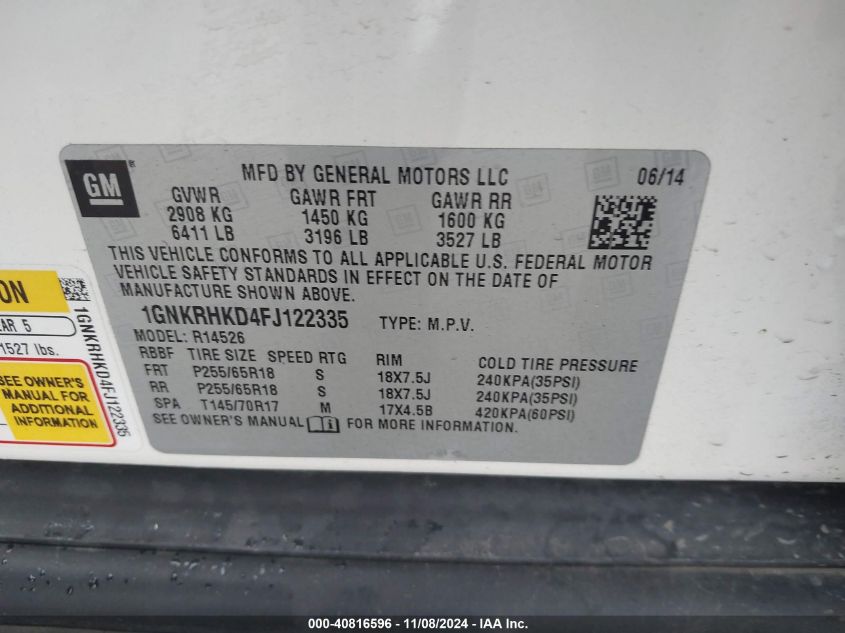 MFD BY GENERAL MOTORS LLC 06/14
GM
GVWR GAWR FRT GAWR RR
2908 KG 1450 KG 1600 KG
6411 LB 3196 LB 3527 LB
THIS VEHICLE CONFORMS TO ALL APPLICABLE U.S. FEDERAL MOTOR
VEHICLE SAFETY STANDARDS IN EFFECT ON THE DATE OF
MANUFACTURE SHOWN ABOVE.
1GNKRHKD4FJ122335 TYPE: M.P.V.
MODEL: R14526
RBBF TIRE SIZE SPEED RTG RIM COLD TIRE PRESSURE
FRT P255/65R18 S 18X7.5J 240KPA(35PSI)
RR P255/65R18 S 18X7.5J 240KPA(35PSI)
SPA T145/70R17 M 17X4.5B 420KPA(60PSI)
SEE OWNER'S MANUAL i FOR MORE INFORMATION.
ON
AR 5
1527 lbs.
SEE OWNER'S
MANUAL FOR
ADDITIONAL
INFORMATION
1GNKRHKD4FJ122335
000-40816596 - 11/08/2024 - IAA Inc.